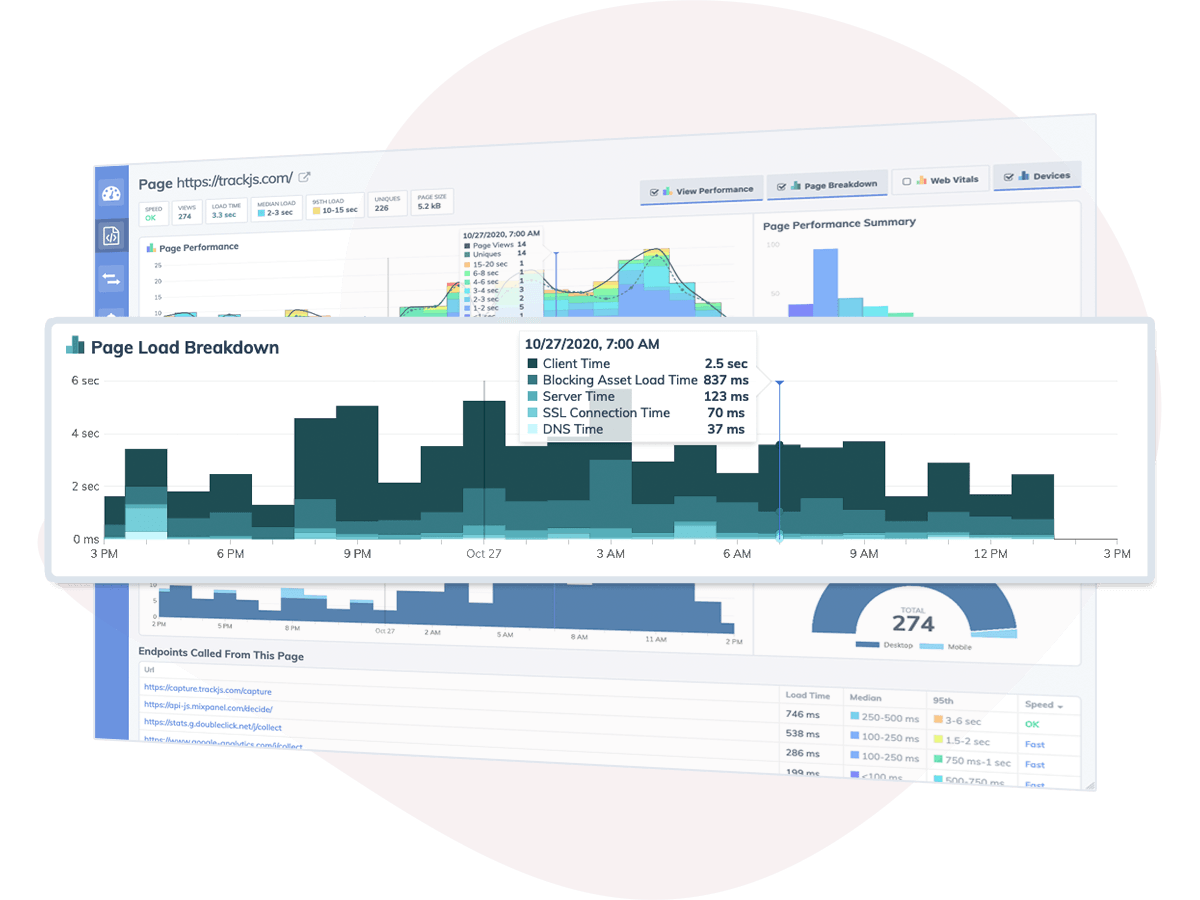 Page https://trackjs.com/
SPEED OK
VIEWS 274
LOAD TIME 3.3 sec
MEDIAN LOAD 2-3 sec
95TH LOAD 10-15 sec
UNIQUES 226
PAGE SIZE 5.2 kB
View Performance
Page Breakdown
Web Vitals
Devices
Page Performance
25
20
15
10
10/27/2020, 7:00 AM
Page Views 14
Uniques 14
15-20 sec 1
6-8 sec 1
4-6 sec 1
3-4 sec 3
2-3 sec 2
1-2 sec 5
Page Performance Summary
100
50
Page Load Breakdown
10/27/2020, 7:00 AM
Client Time 2.5 sec
Blocking Asset Load Time 837 ms
Server Time 123 ms
SSL Connection Time 70 ms
DNS Time 37 ms
6 sec
4 sec
2 sec
0 ms
3 PM 6 PM 9 PM Oct 27 3 AM 6 AM 9 AM 12 PM 3 PM
10
5
0
2 PM 5 PM 8 PM Oct 27 2 AM 5 AM 8 AM 11 AM 2 PM
TOTAL
274
Desktop Mobile
Endpoints Called From This Page
Url Load Time Median 95th Speed
https://capture.trackjs.com/capture 746 ms 250-500 ms 3-6 sec OK
https://api-js.mixpanel.com/decide/ 538 ms 100-250 ms 1.5-2 sec Fast
https://stats.g.doubleclick.net/j/collect 286 ms 100-250 ms 750 ms-1 sec Fast
https://www.google-analytics.com/j/collect 199 ms <100 ms 500-750 ms Fast